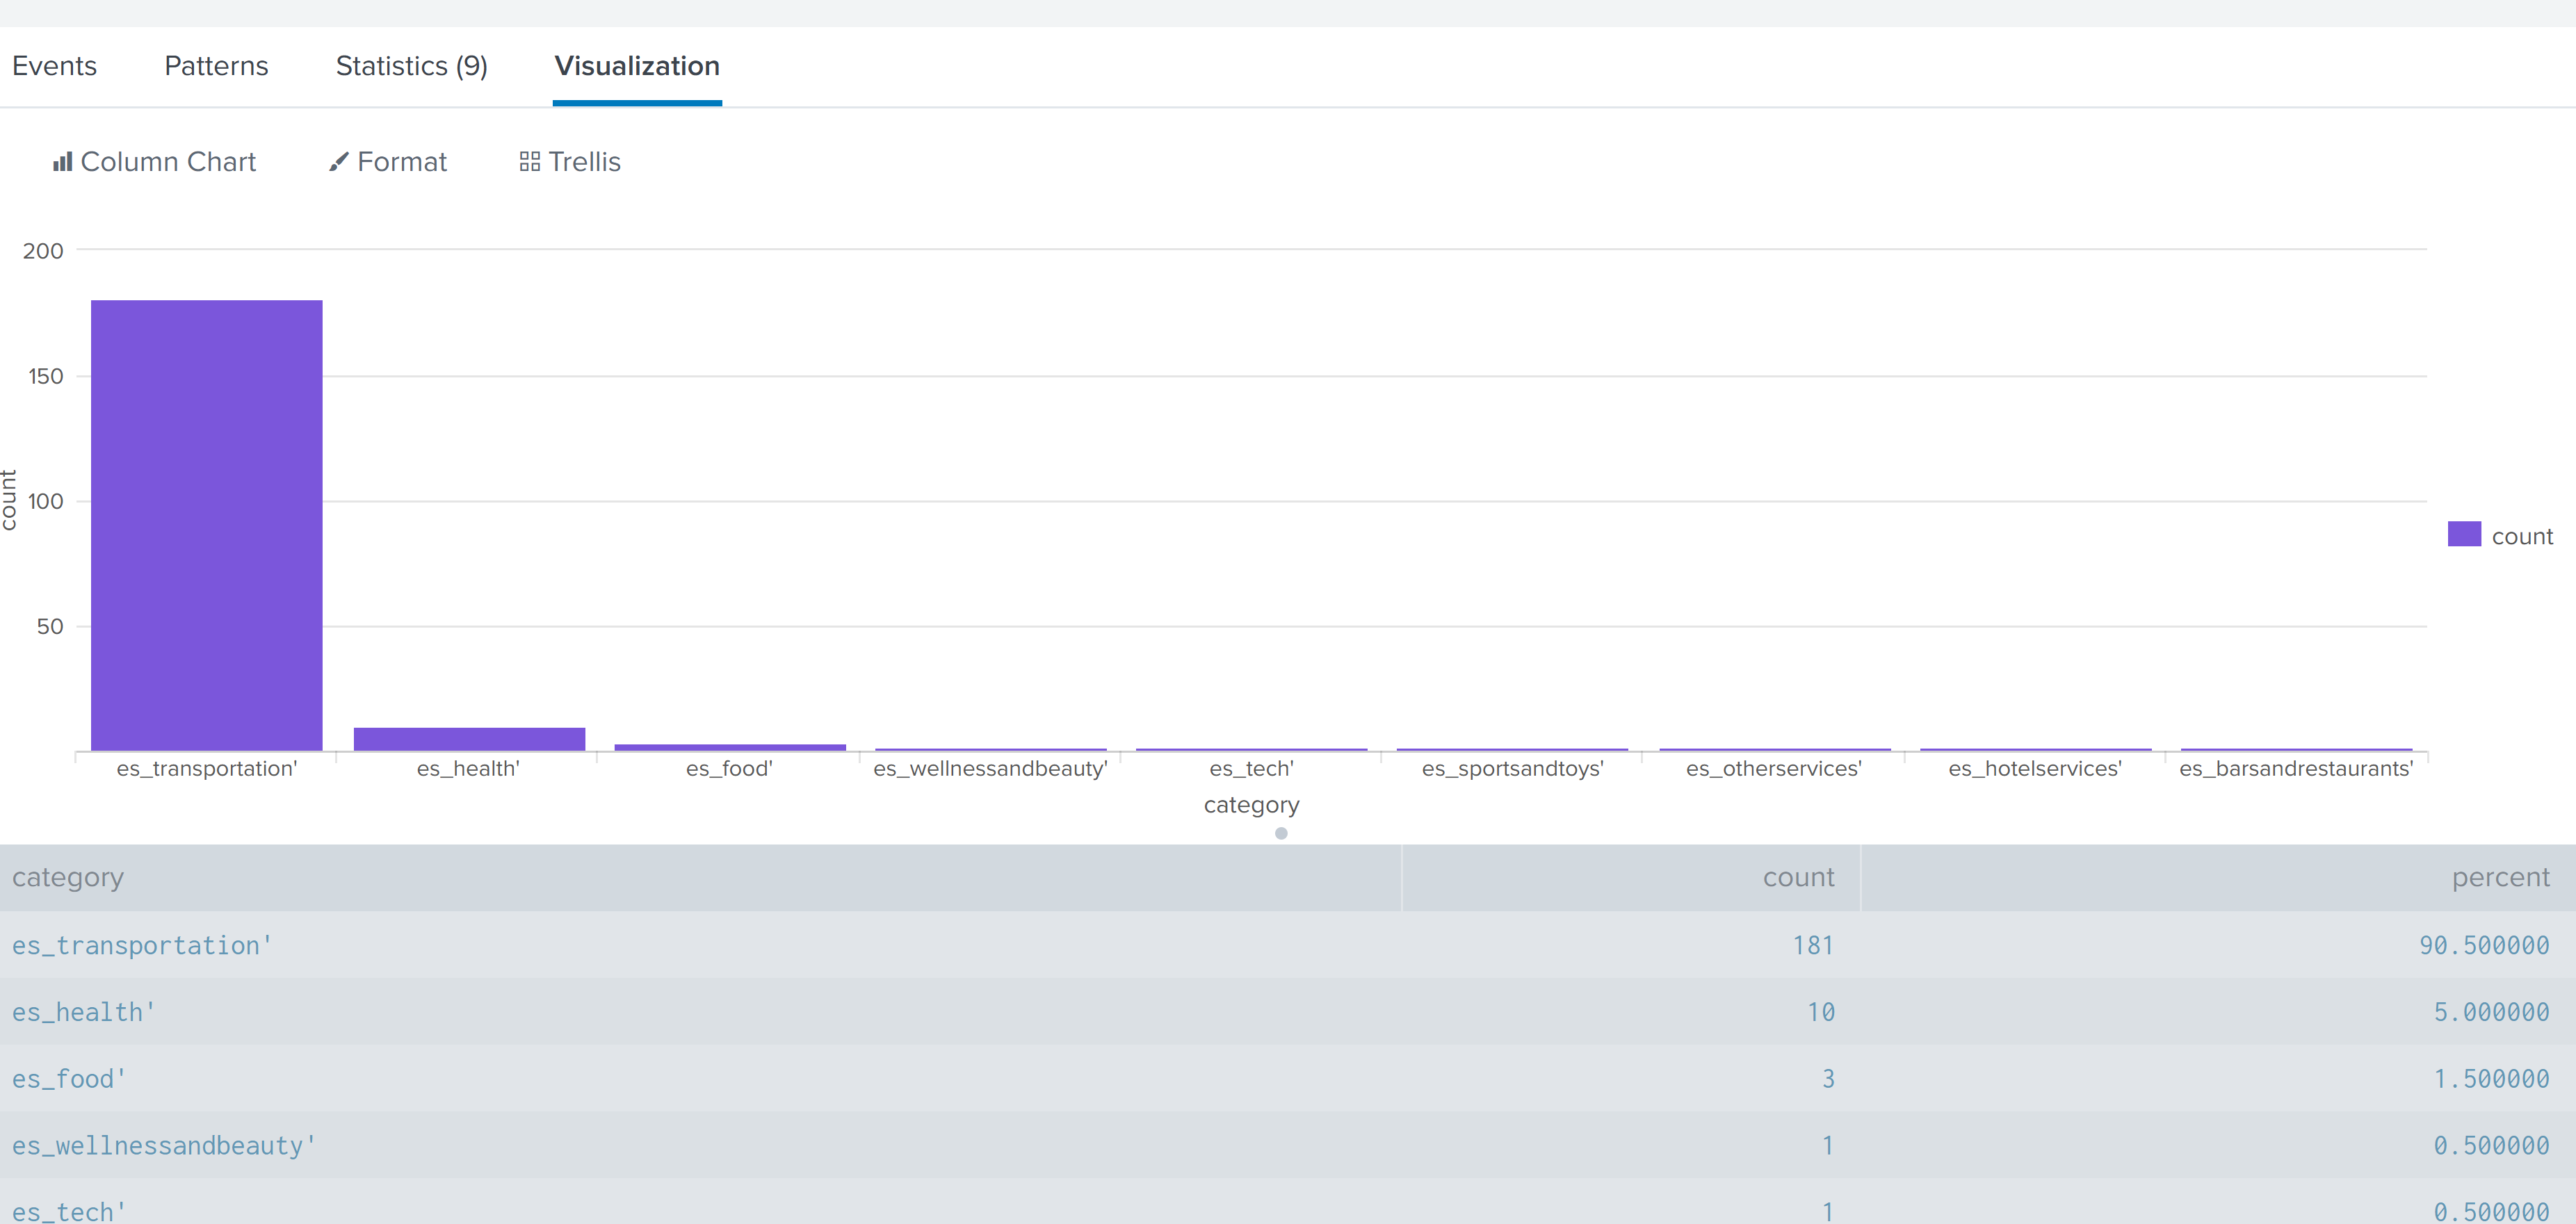 Events Patterns Statistics (9) Visualization
Column Chart Format Trellis
200
150
100
50
count
count
es_transportation' es_health' es_food' es_wellnessandbeauty' es_tech' es_sportsandtoys' es_otherservices' es_hotelservices' es_barsandrestaurants'
category
category count percent
es_transportation' 181 90.500000
es_health' 10 5.000000
es_food' 3 1.500000
es_wellnessandbeauty' 1 0.500000
es_tech' 1 0.500000